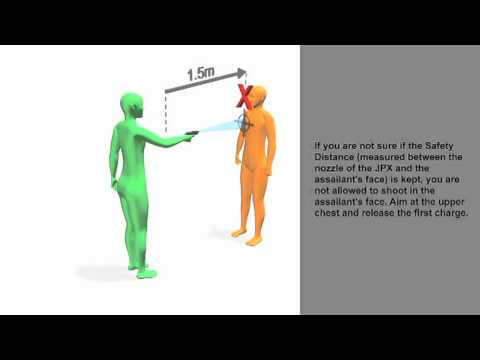 1.5m
X
If you are not sure if the Safety
Distance (measured between the
nozzle of the JPX and the
assailant's face) is kept, you are
not allowed to shoot in the
assailant's face. Aim at the upper
chest and release the first charge.